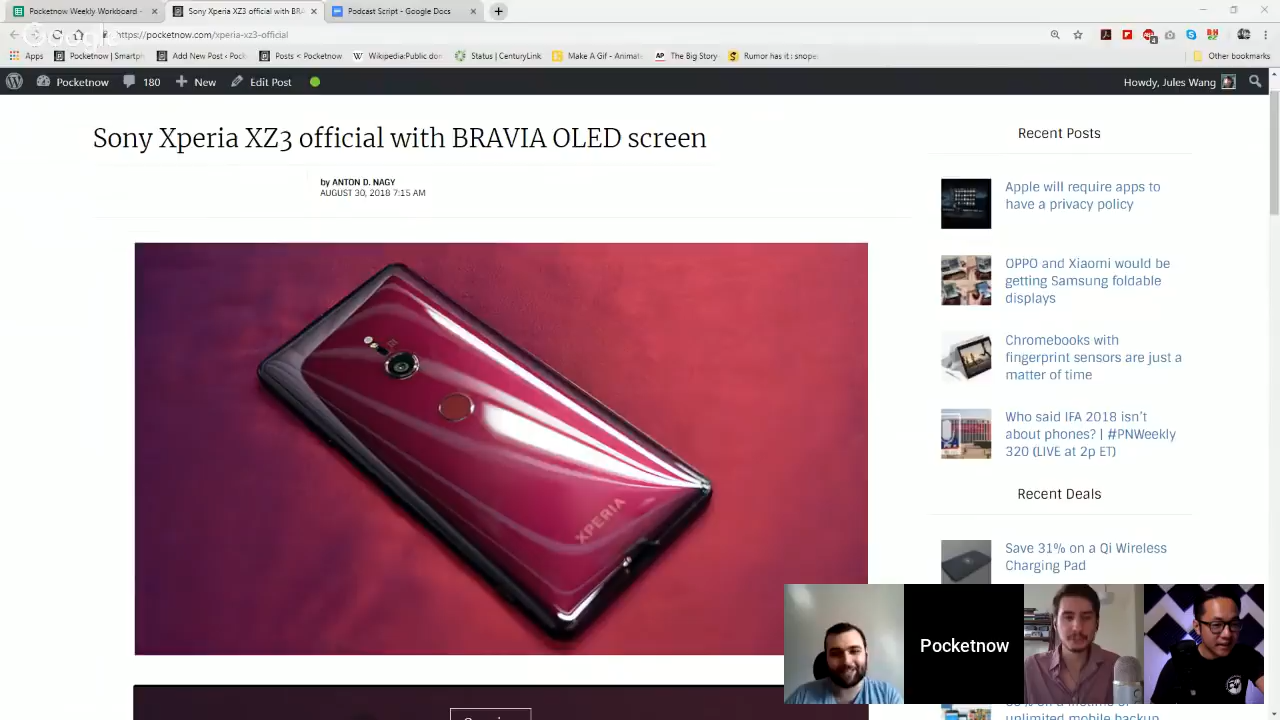 Pocketnow Weekly Workboard -
Sony Xperia XZ3 official with BR
Podcast Script - Google Docs
https://pocketnow.com/xperia-xz3-official
Apps
Pocketnow | Smartp
Add New Post ‹ Poc
Posts ‹ Pocketnow
Wikipedia:Public do
Status | CenturyLink
Make A Gif - Animat
The Big Story
Rumor has it : snope
Other bookmarks
Pocketnow
180
New
Edit Post
Howdy, Jules Wang
Sony Xperia XZ3 official with BRAVIA OLED screen
by ANTON D. NAGY
AUGUST 30, 2018 7:15 AM
XPERIA
Recent Posts
Apple will require apps to
have a privacy policy
OPPO and Xiaomi would be
getting Samsung foldable
displays
Chromebooks with
fingerprint sensors are just a
matter of time
Who said IFA 2018 isn't
about phones? | #PNWeekly
320 (LIVE at 2p ET)
Recent Deals
Save 31% on a Qi Wireless
Charging Pad
Pocketnow
unlimited mobile backup